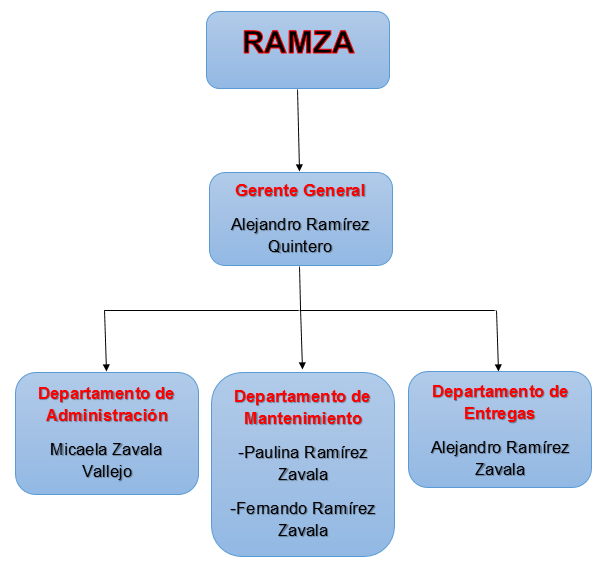 RAMZA
Gerente General
Alejandro Ramírez
Quintero
Departamento de
Administración
Micaela Zavala
Vallejo
Departamento de
Mantenimiento
-Paulina Ramírez
Zavala
-Fernando Ramírez
Zavala
Departamento de
Entregas
Alejandro Ramírez
Zavala